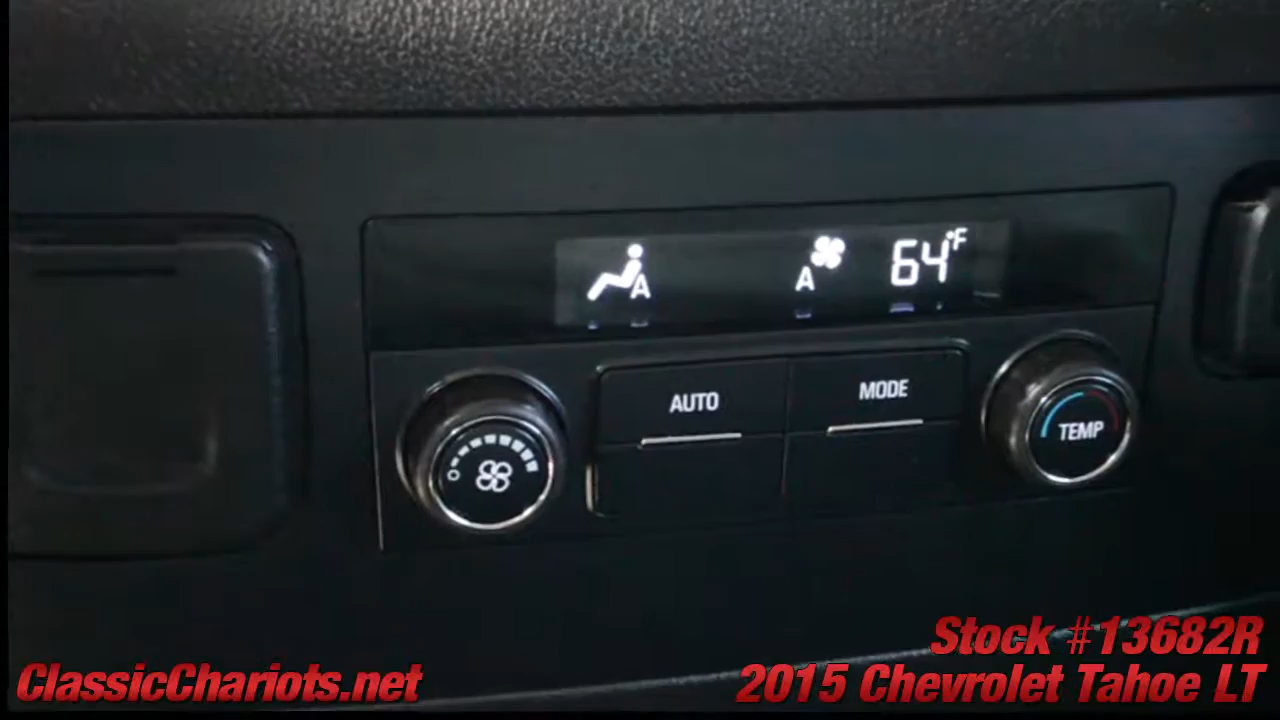 A A 64°F
AUTO MODE
TEMP
Stock #13682R
ClassicChariots.net 2015 Chevrolet Tahoe LT